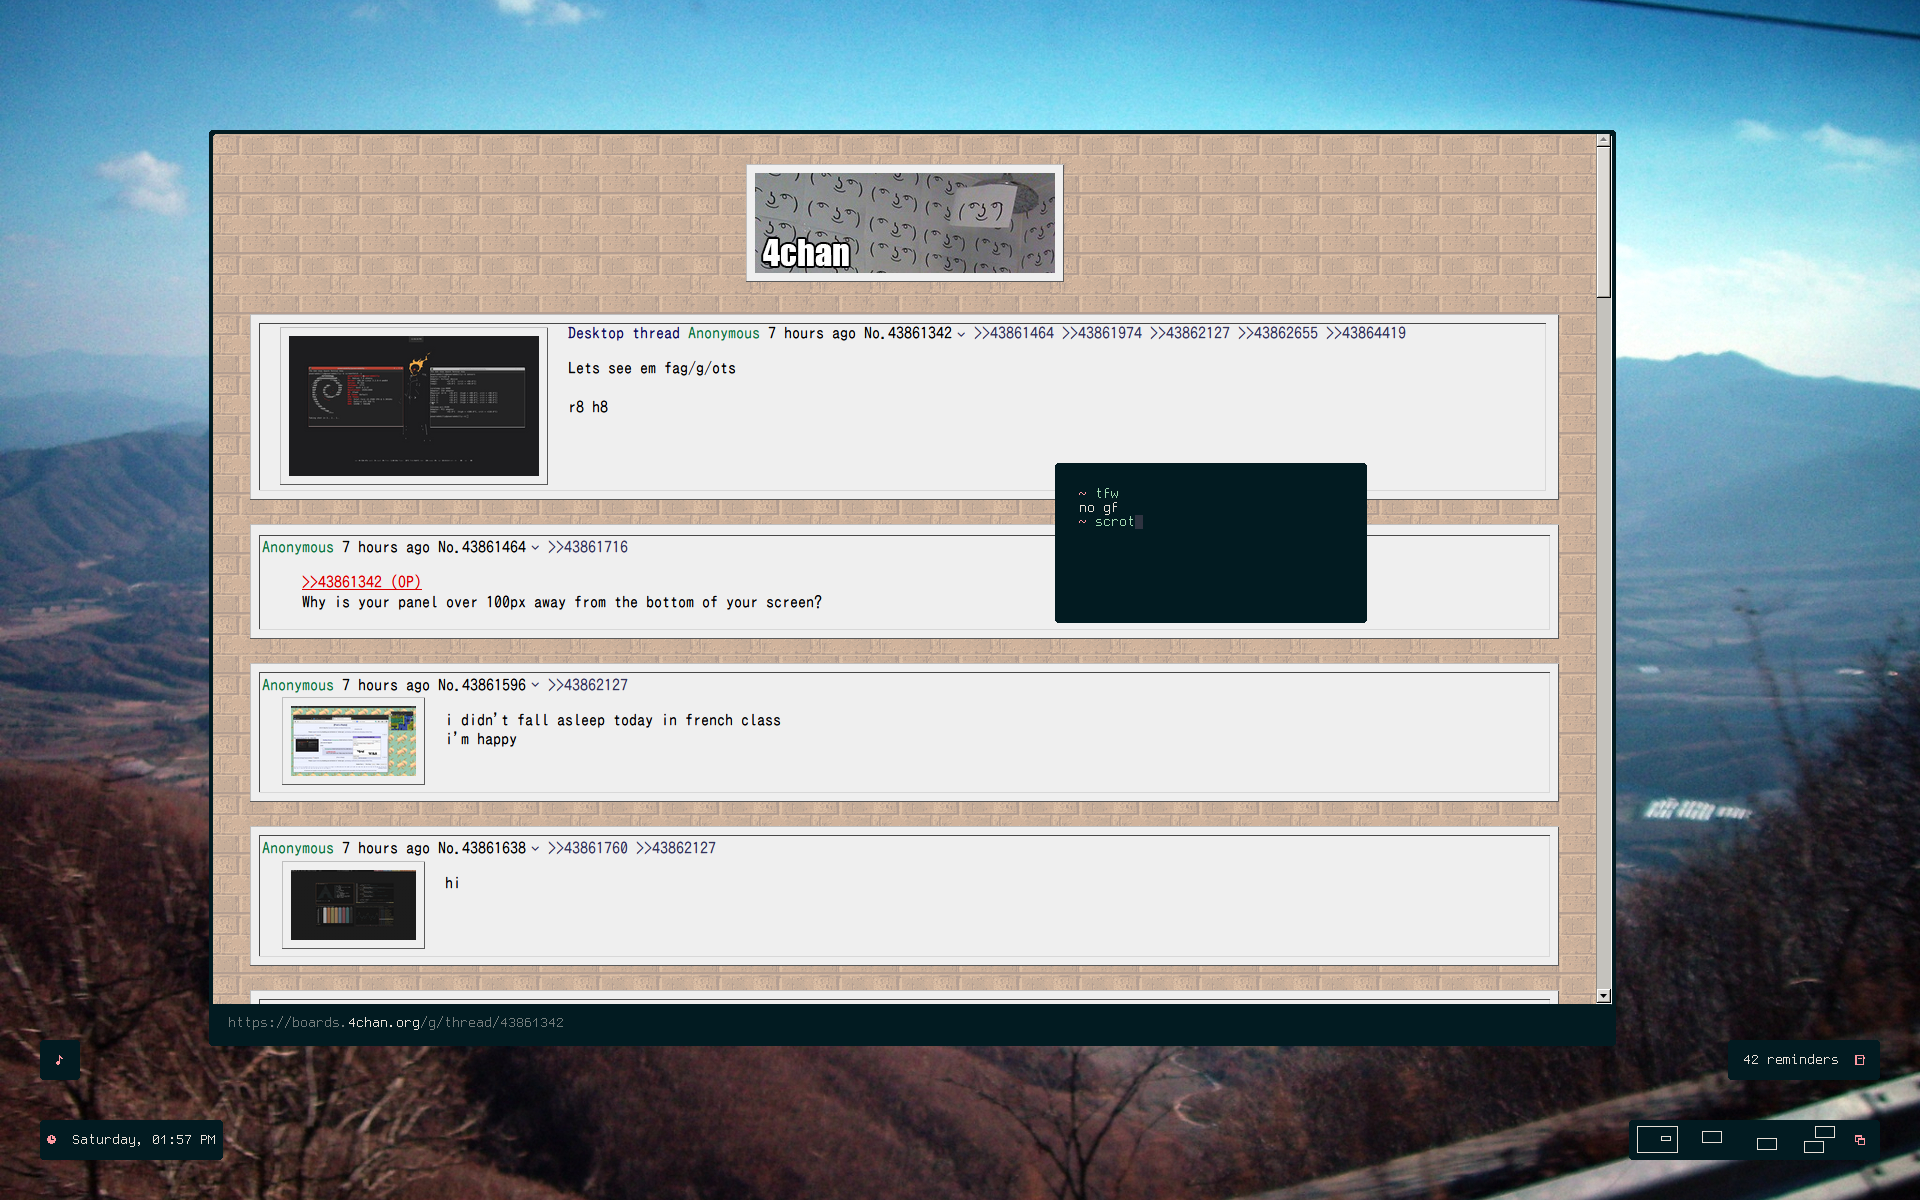 4chan
Desktop thread Anonymous 7 hours ago No.43861342 >>43861464 >>43861974 >>43862127 >>43862655 >>43864419
Lets see em fag/g/ots
r8 h8
~ tfw
no gf
~ scrot
Anonymous 7 hours ago No.43861464 >>43861716
>>43861342 (OP)
Why is your panel over 100px away from the bottom of your screen?
Anonymous 7 hours ago No.43861596 >>43862127
i didn't fall asleep today in french class
i'm happy
Anonymous 7 hours ago No.43861638 >>43861760 >>43862127
hi
https://boards.4chan.org/g/thread/43861342
42 reminders
Saturday, 01:57 PM